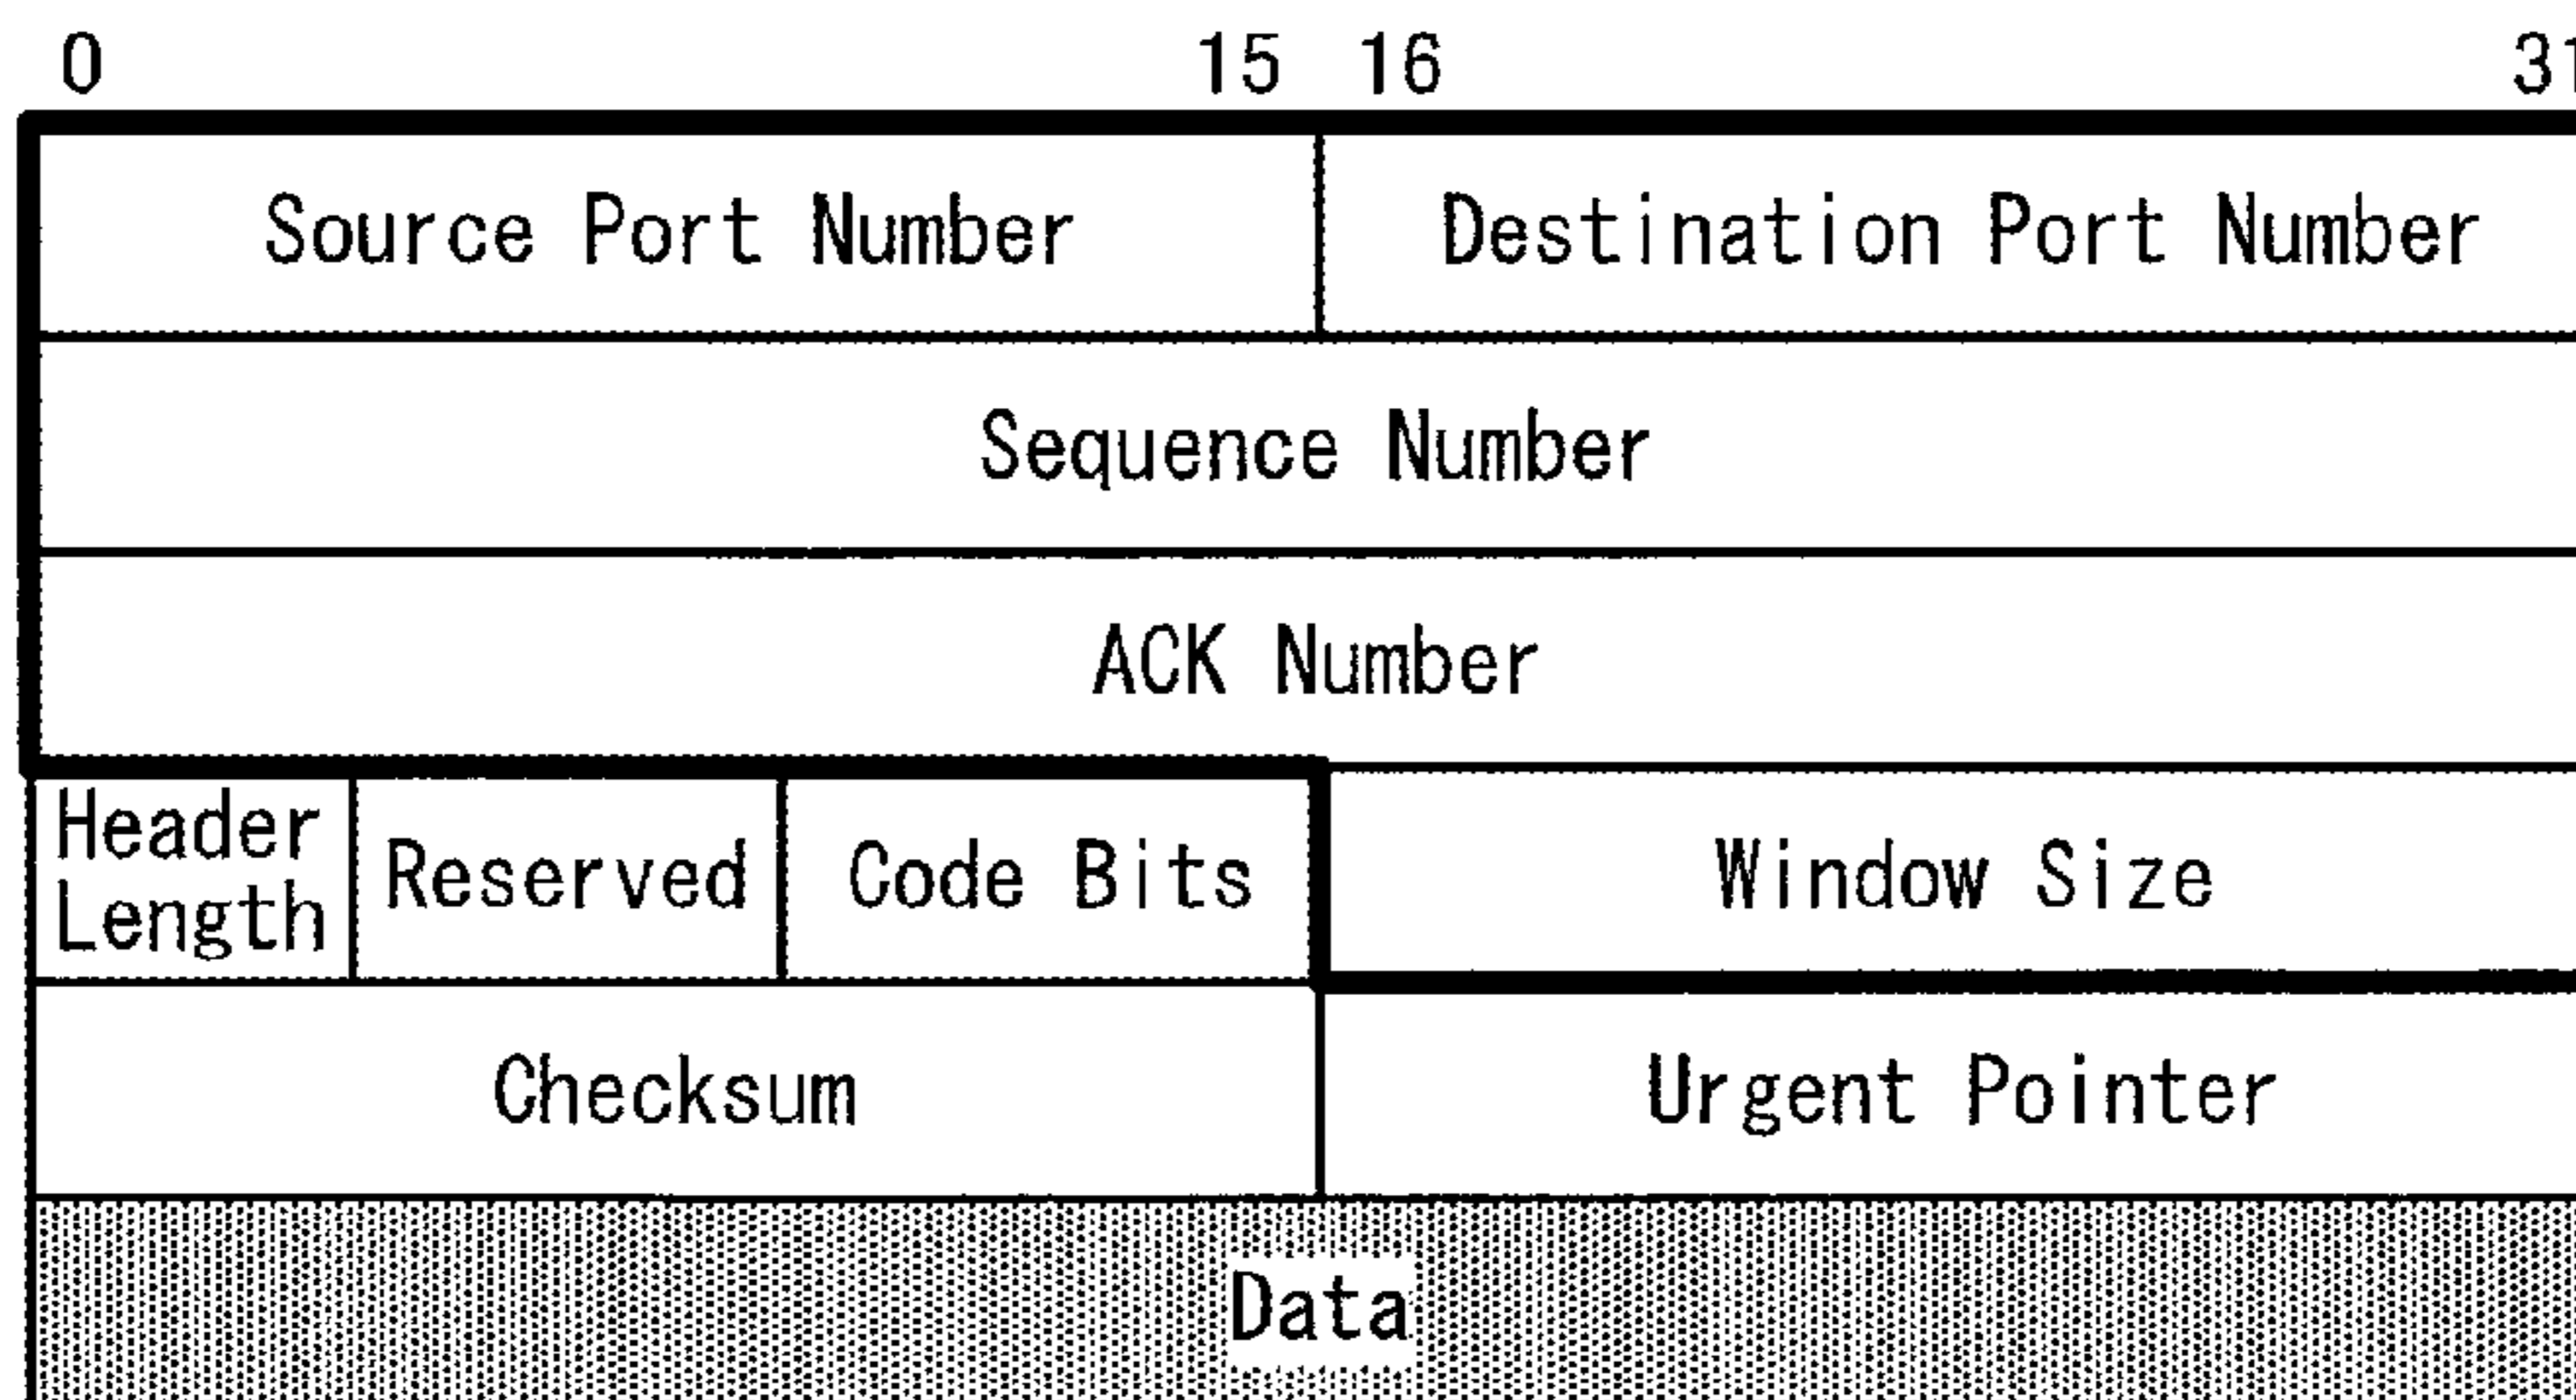 0 15 16 31
Source Port Number Destination Port Number
Sequence Number
ACK Number
Header Length Reserved Code Bits Window Size
Checksum Urgent Pointer
Data